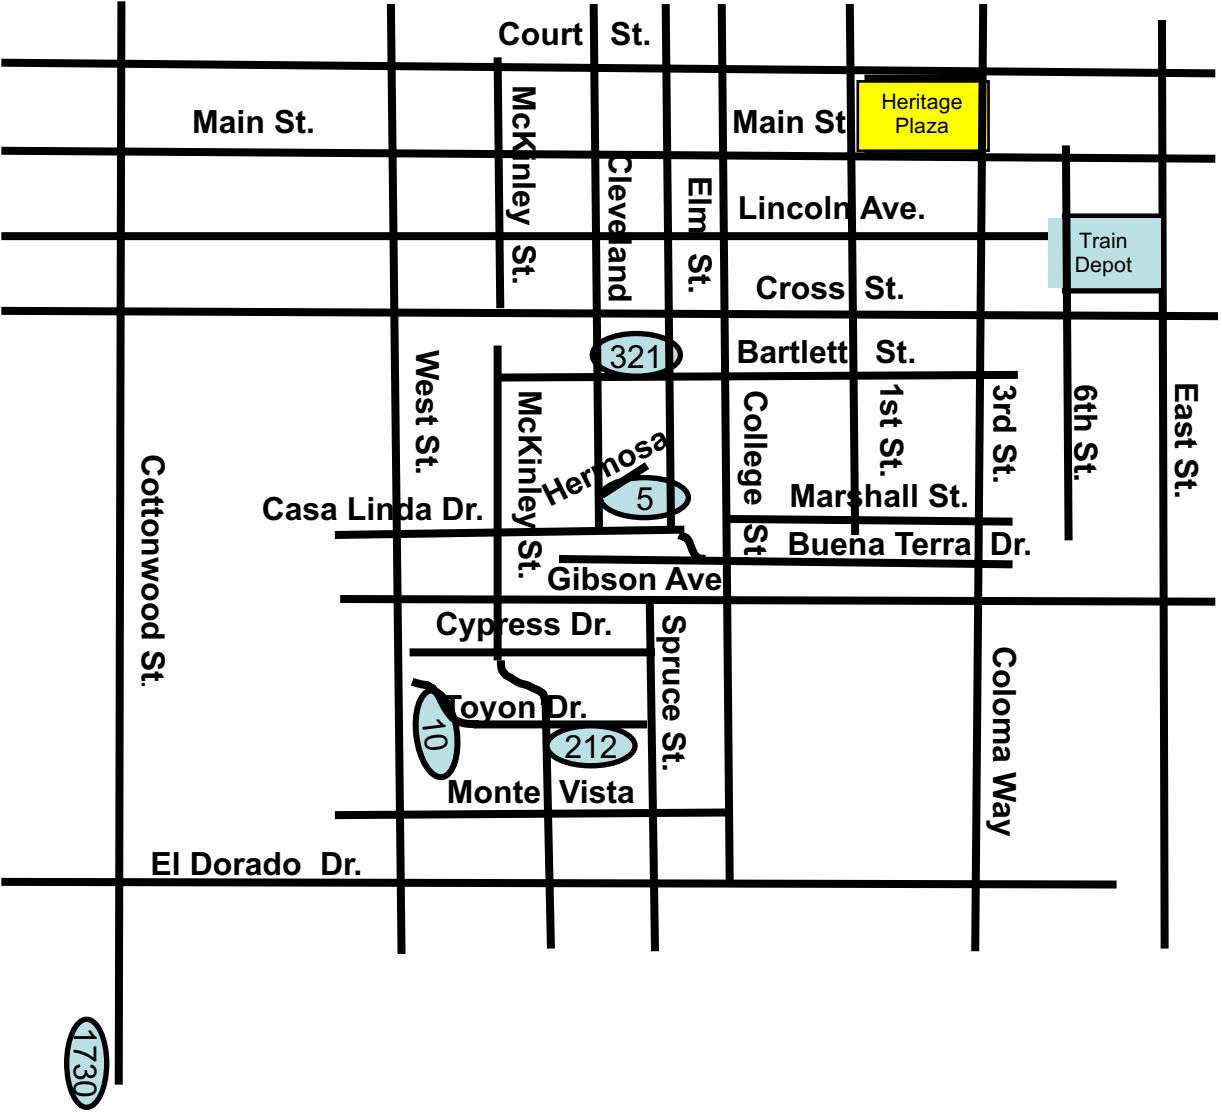 Court St.
Main St.
Main St
Heritage
Plaza
McKinley St.
Cleveland
Elm St.
Lincoln Ave.
Train
Depot
Cross St.
321
Bartlett St.
West St.
McKinley St.
College St
1st St.
3rd St.
6th St.
East St.
Hermosa
5
Cottonwood St.
Casa Linda Dr.
Marshall St.
Buena Terra Dr.
Gibson Ave
Cypress Dr.
Spruce St.
Coloma Way
Toyon Dr.
10
212
Monte Vista
El Dorado Dr.
1730